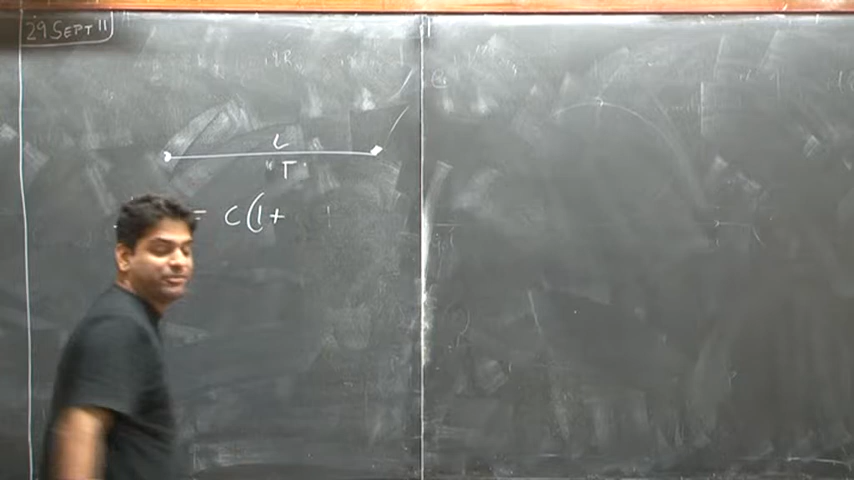 29 SEPT 11
L
"T"
= C(1+